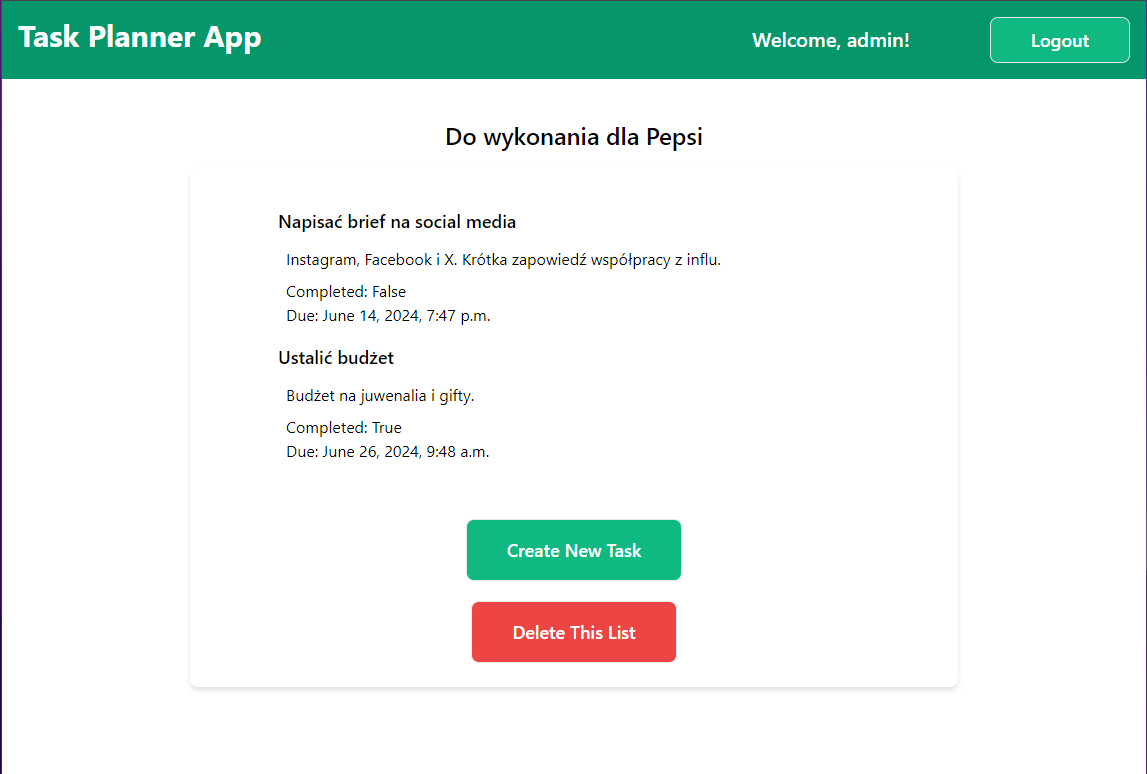 Task Planner App
Welcome, admin!
Logout
Do wykonania dla Pepsi
Napisać brief na social media
Instagram, Facebook i X. Krótka zapowiedź współpracy z influ.
Completed: False
Due: June 14, 2024, 7:47 p.m.
Ustalić budżet
Budżet na juwenalia i gifty.
Completed: True
Due: June 26, 2024, 9:48 a.m.
Create New Task
Delete This List